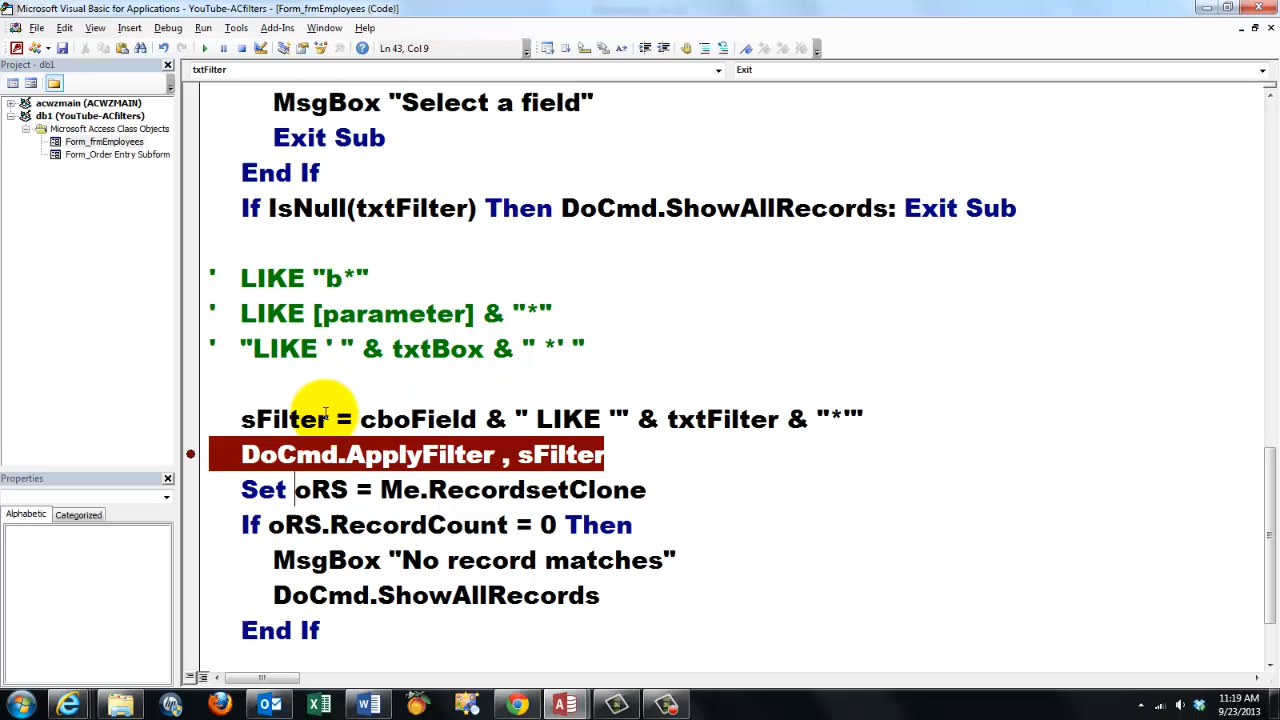 Microsoft Visual Basic for Applications - YouTube-ACfilters - [Form_frmEmployees (Code)]
File Edit View Insert Debug Run Tools Add-Ins Window Help
Ln 43, Col 9
Project - db1
txtFilter
Exit
acwzmain (ACWZMAIN)
db1 (YouTube-ACfilters)
Microsoft Access Class Objects
Form_frmEmployees
Form_Order Entry Subform
MsgBox "Select a field"
Exit Sub
End If
If IsNull(txtFilter) Then DoCmd.ShowAllRecords: Exit Sub
' LIKE "b*"
' LIKE [parameter] & "*"
' "LIKE ' " & txtBox & " *' "
sFilter = cboField & " LIKE '" & txtFilter & "*'"
DoCmd.ApplyFilter , sFilter
Set oRS = Me.RecordsetClone
If oRS.RecordCount = 0 Then
MsgBox "No record matches"
DoCmd.ShowAllRecords
End If
Properties
Alphabetic Categorized
11:19 AM
9/23/2013